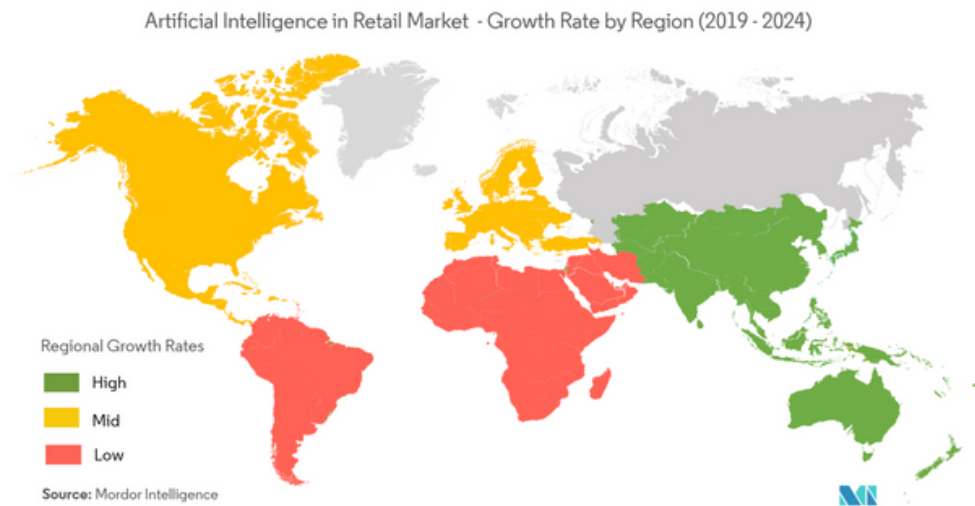 Artificial Intelligence in Retail Market - Growth Rate by Region (2019 - 2024)
Regional Growth Rates
High
Mid
Low
Source: Mordor Intelligence